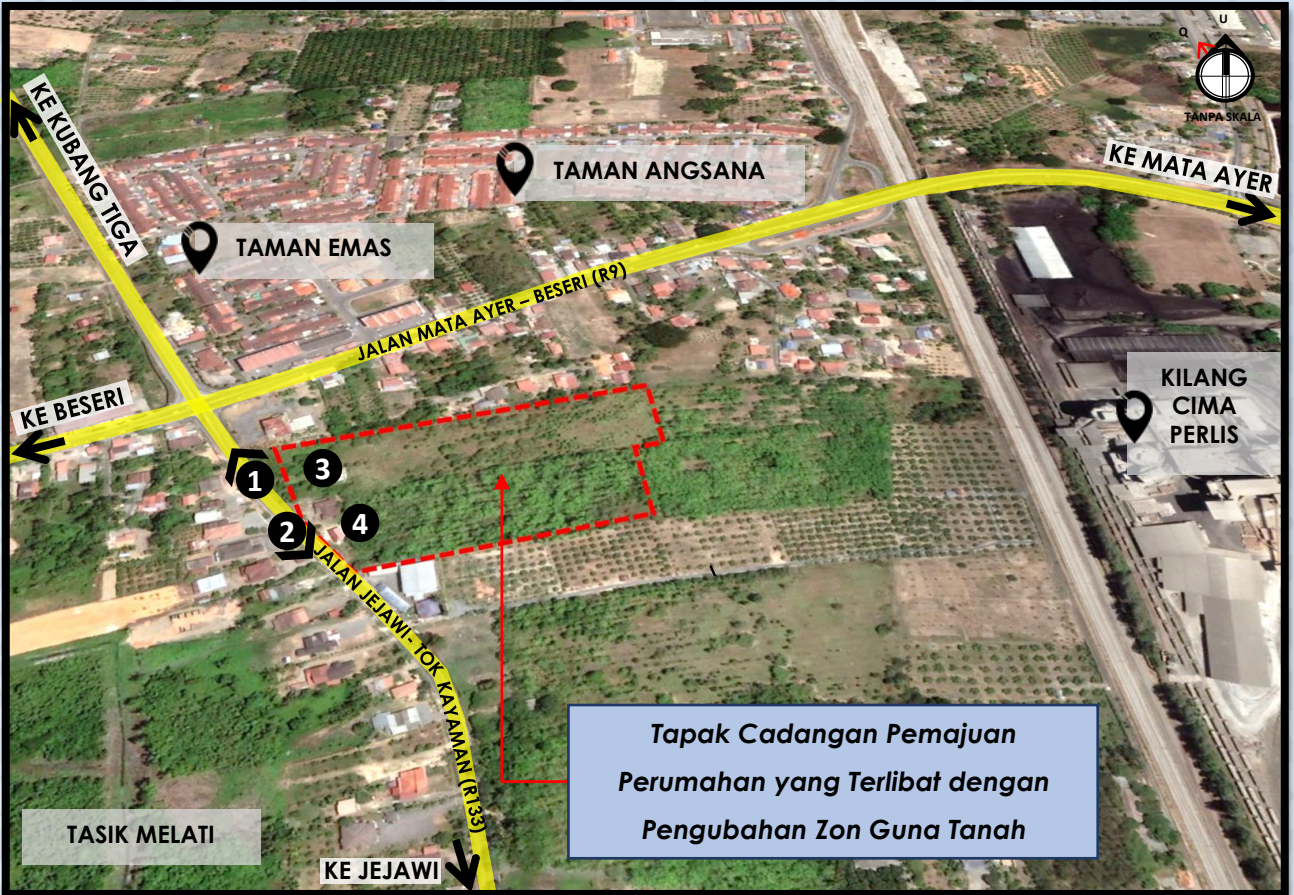 U
Q
TANPA SKALA
KE KUBANG TIGA
TAMAN ANGSANA
KE MATA AYER
TAMAN EMAS
JALAN MATA AYER – BESERI (R9)
KILANG
CIMA
PERLIS
KE BESERI
1
3
2
4
JALAN JEJAWI- TOK KAYAMAN (R133)
Tapak Cadangan Pemajuan
Perumahan yang Terlibat dengan
Pengubahan Zon Guna Tanah
TASIK MELATI
KE JEJAWI